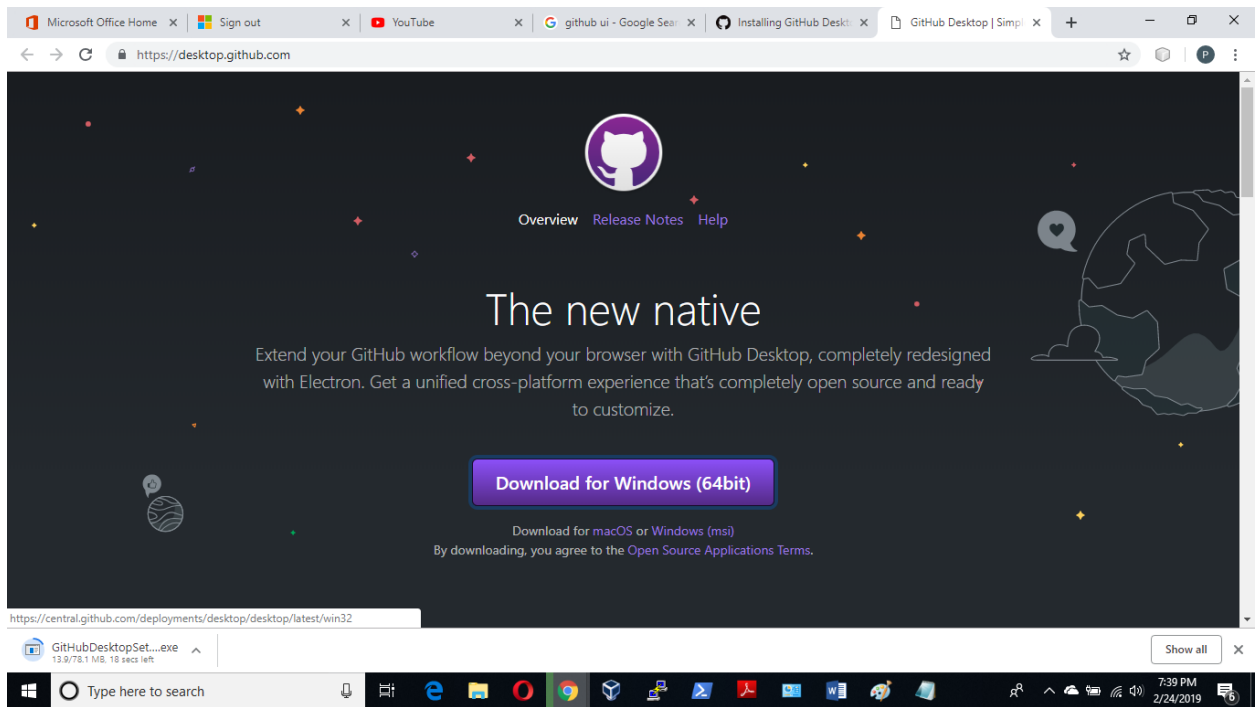 Microsoft Office Home
Sign out
YouTube
github ui - Google Sear
Installing GitHub Deskt
GitHub Desktop | Simpl
https://desktop.github.com
P
Overview Release Notes Help
The new native
Extend your GitHub workflow beyond your browser with GitHub Desktop, completely redesigned
with Electron. Get a unified cross-platform experience that's completely open source and ready
to customize.
Download for Windows (64bit)
Download for macOS or Windows (msi)
By downloading, you agree to the Open Source Applications Terms.
https://central.github.com/deployments/desktop/desktop/latest/win32
GitHubDesktopSet....exe
13.9/78.1 MB, 18 secs left
Show all
Type here to search
7:39 PM
2/24/2019
6